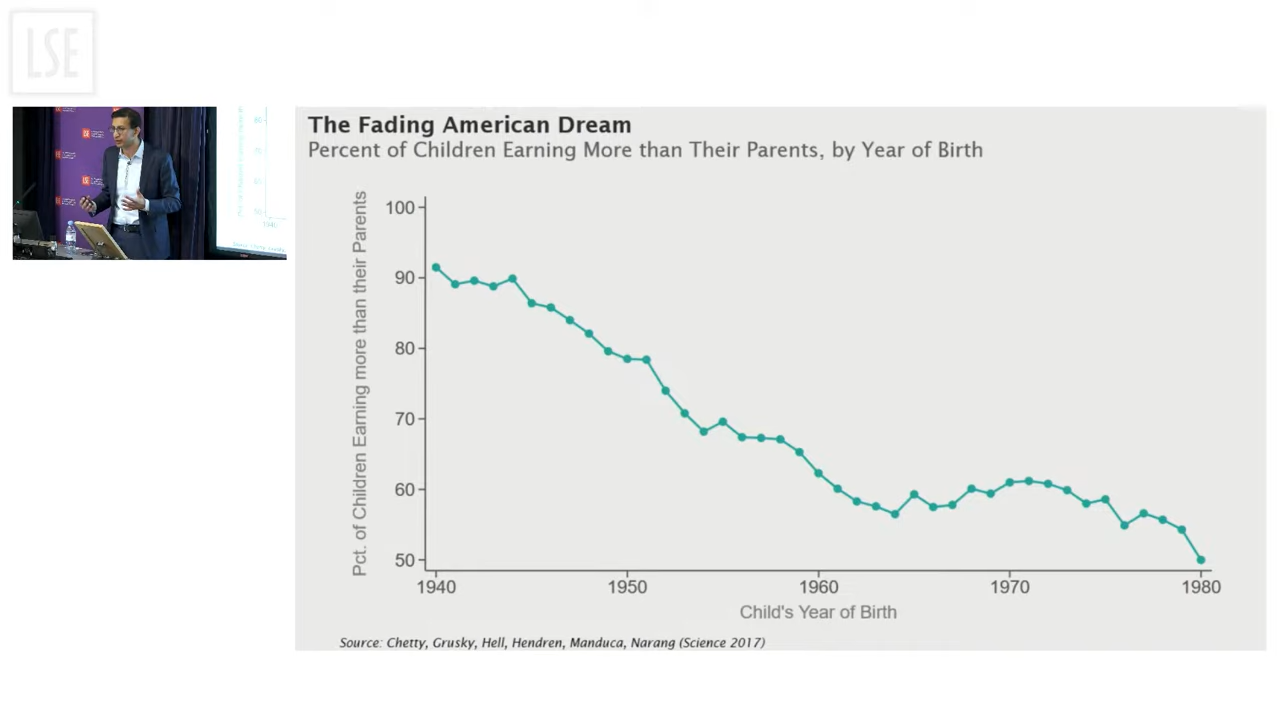 LSE
The Fading American Dream
Percent of Children Earning More than Their Parents, by Year of Birth
Pct. of Children Earning more than their Parents
100
90
80
70
60
50
1940
1950
1960
1970
1980
Child's Year of Birth
Source: Chetty, Grusky, Hell, Hendren, Manduca, Narang (Science 2017)